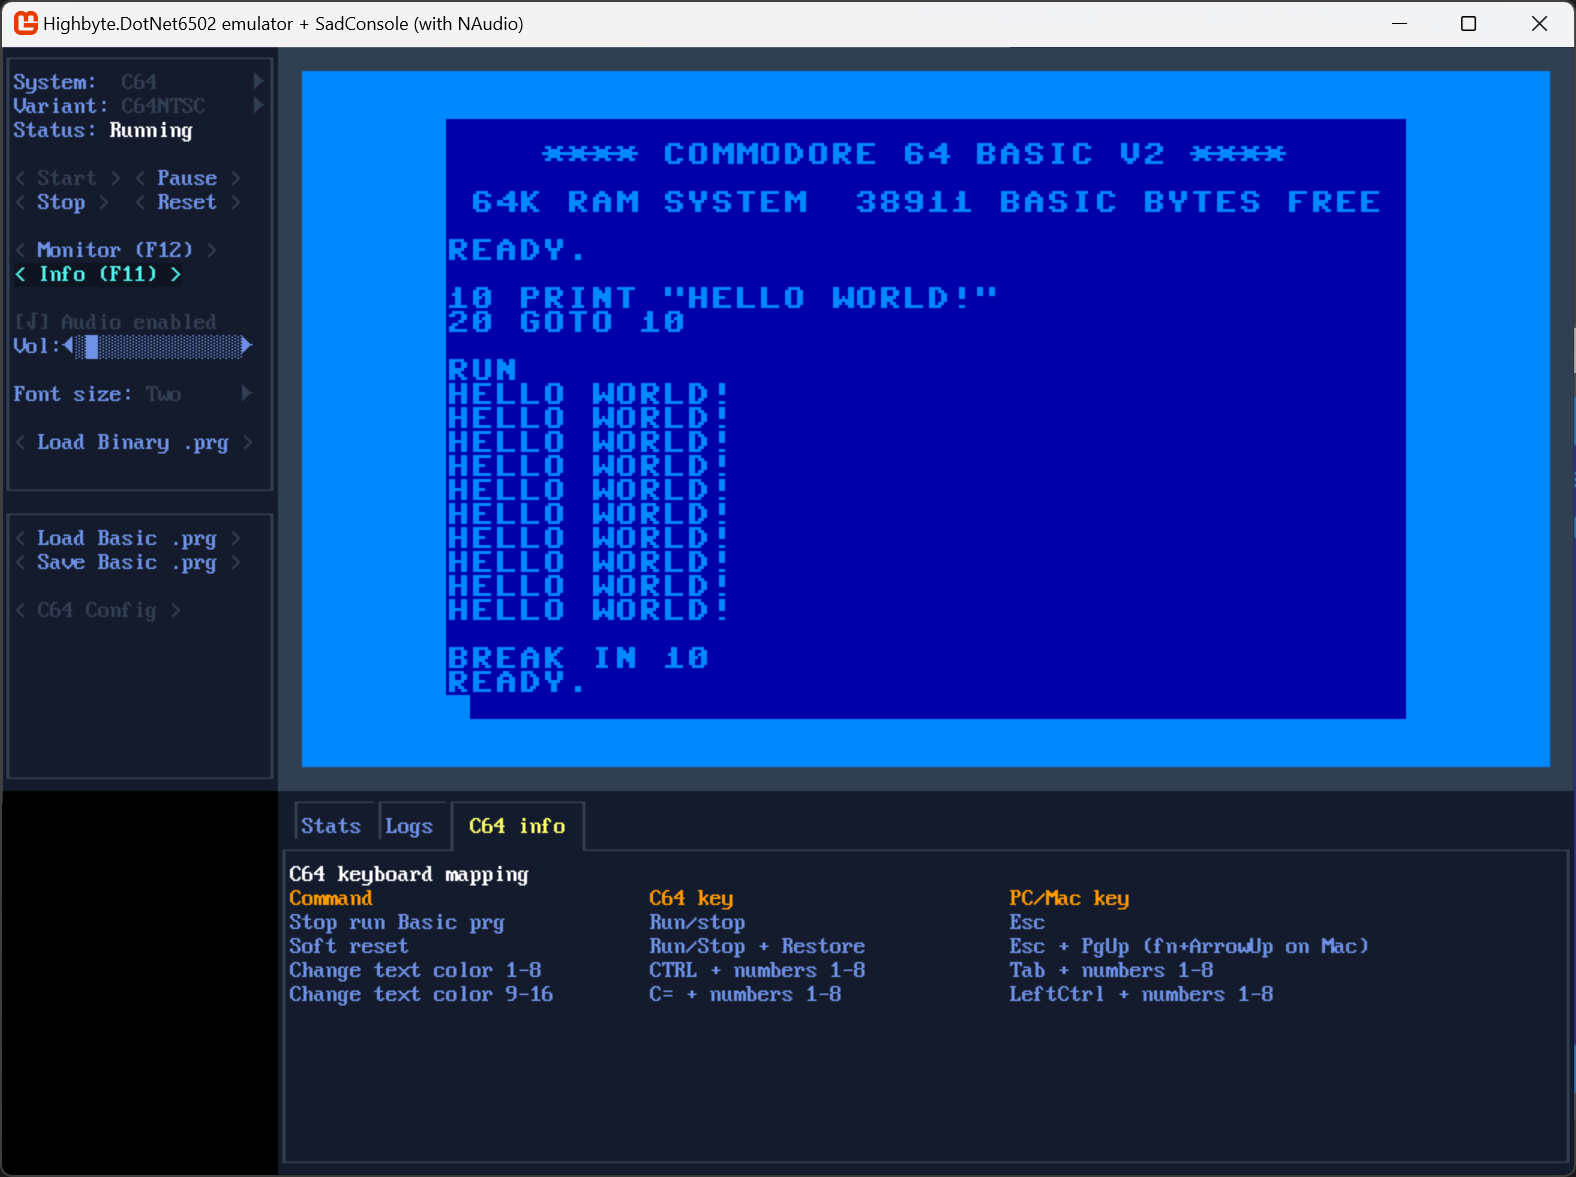 Highbyte.DotNet6502 emulator + SadConsole (with NAudio)
System: C64
Variant: C64NTSC
Status: Running
< Start > < Pause >
< Stop > < Reset >
< Monitor (F12) >
< Info (F11) >
[√] Audio enabled
Vol:
Font size: Two
< Load Binary .prg >
< Load Basic .prg >
< Save Basic .prg >
< C64 Config >
**** COMMODORE 64 BASIC V2 ****
64K RAM SYSTEM 38911 BASIC BYTES FREE
READY.
10 PRINT "HELLO WORLD!"
20 GOTO 10
RUN
HELLO WORLD!
HELLO WORLD!
HELLO WORLD!
HELLO WORLD!
HELLO WORLD!
HELLO WORLD!
HELLO WORLD!
HELLO WORLD!
HELLO WORLD!
HELLO WORLD!
BREAK IN 10
READY.
Stats Logs C64 info
C64 keyboard mapping
Command C64 key PC/Mac key
Stop run Basic prg Run/stop Esc
Soft reset Run/Stop + Restore Esc + PgUp (fn+ArrowUp on Mac)
Change text color 1-8 CTRL + numbers 1-8 Tab + numbers 1-8
Change text color 9-16 C= + numbers 1-8 LeftCtrl + numbers 1-8